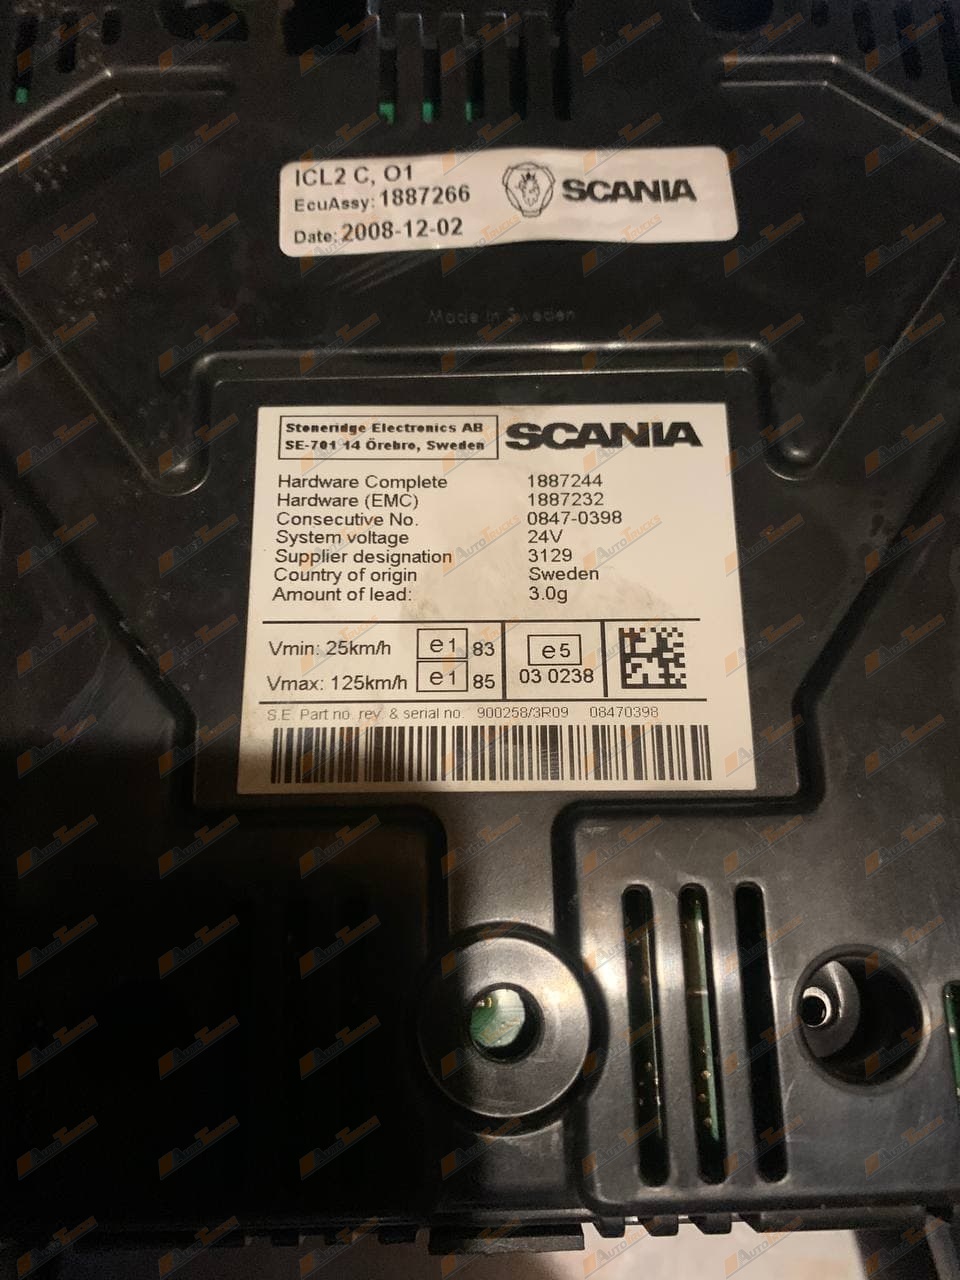 ICL2 C, O1
EcuAssy: 1887266
Date: 2008-12-02
SCANIA
Made in Sweden
Stoneridge Electronics AB
SE-701 14 Örebro, Sweden
SCANIA
Hardware Complete 1887244
Hardware (EMC) 1887232
Consecutive No. 0847-0398
System voltage 24V
Supplier designation 3129
Country of origin Sweden
Amount of lead: 3.0g
Vmin: 25km/h e1 83
Vmax: 125km/h e1 85
e5
03 0238
S.E. Part no. rev. & serial no. 900258/3R09 08470398
AUTOTRUCKS